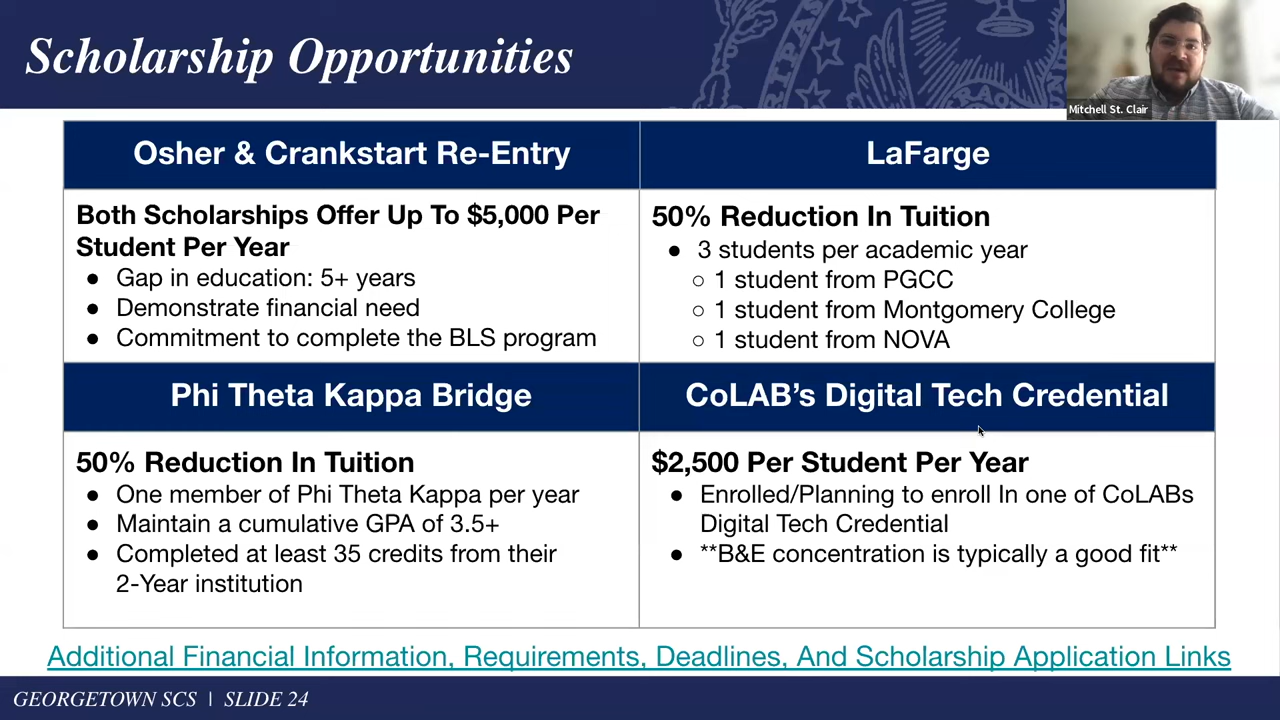 Scholarship Opportunities
Mitchell St. Clair
Osher & Crankstart Re-Entry
Both Scholarships Offer Up To $5,000 Per
Student Per Year
● Gap in education: 5+ years
● Demonstrate financial need
● Commitment to complete the BLS program
LaFarge
50% Reduction In Tuition
● 3 students per academic year
○ 1 student from PGCC
○ 1 student from Montgomery College
○ 1 student from NOVA
Phi Theta Kappa Bridge
50% Reduction In Tuition
● One member of Phi Theta Kappa per year
● Maintain a cumulative GPA of 3.5+
● Completed at least 35 credits from their
2-Year institution
CoLAB’s Digital Tech Credential
$2,500 Per Student Per Year
● Enrolled/Planning to enroll In one of CoLABs
Digital Tech Credential
● **B&E concentration is typically a good fit**
Additional Financial Information, Requirements, Deadlines, And Scholarship Application Links
GEORGETOWN SCS | SLIDE 24